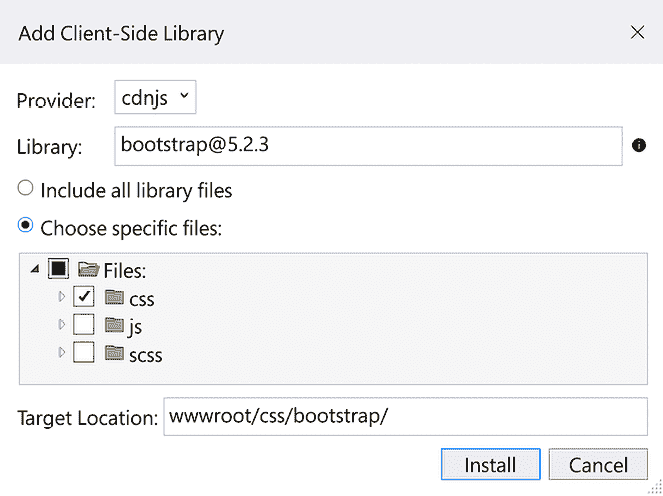 Add Client-Side Library
Provider: cdnjs
Library: bootstrap@5.2.3
Include all library files
Choose specific files:
Files:
css
js
scss
Target Location: wwwroot/css/bootstrap/
Install Cancel